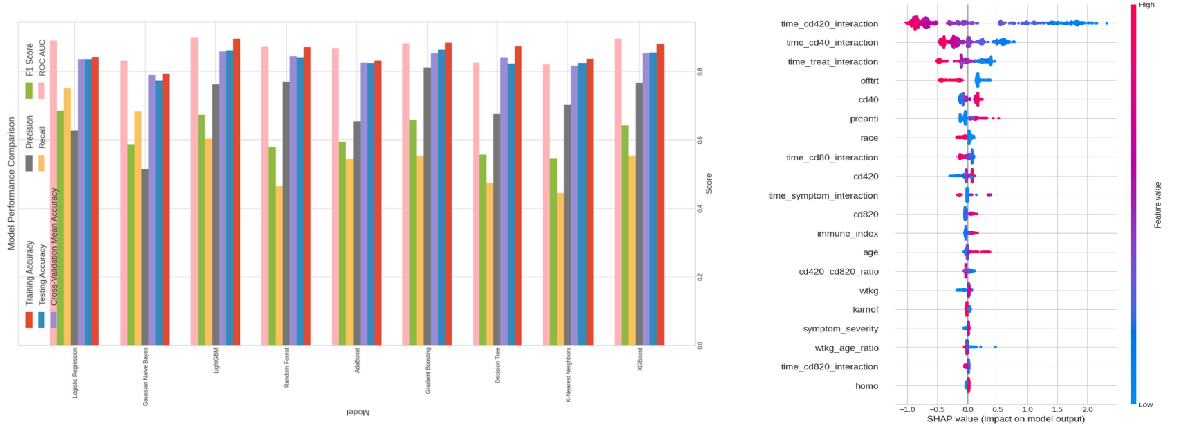 Model Performance Comparison
Training Accuracy
Testing Accuracy
Cross-Validation Mean Accuracy
Precision
Recall
F1 Score
ROC AUC
Score
0.0
0.2
0.4
0.6
0.8
Logistic Regression
Gaussian Naive Bayes
LightGBM
Random Forest
AdaBoost
Gradient Boosting
Decision Tree
K-Nearest Neighbors
XGBoost
Model
time_cd420_interaction
time_cd40_interaction
time_treat_interaction
offtrt
cd40
preanti
race
time_cd80_interaction
cd420
time_symptom_interaction
cd820
immune_index
age
cd420_cd820_ratio
wtkg
karnof
symptom_severity
wtkg_age_ratio
time_cd820_interaction
homo
−1.0 −0.5 0.0 0.5 1.0 1.5 2.0
SHAP value (impact on model output)
High
Feature value
Low